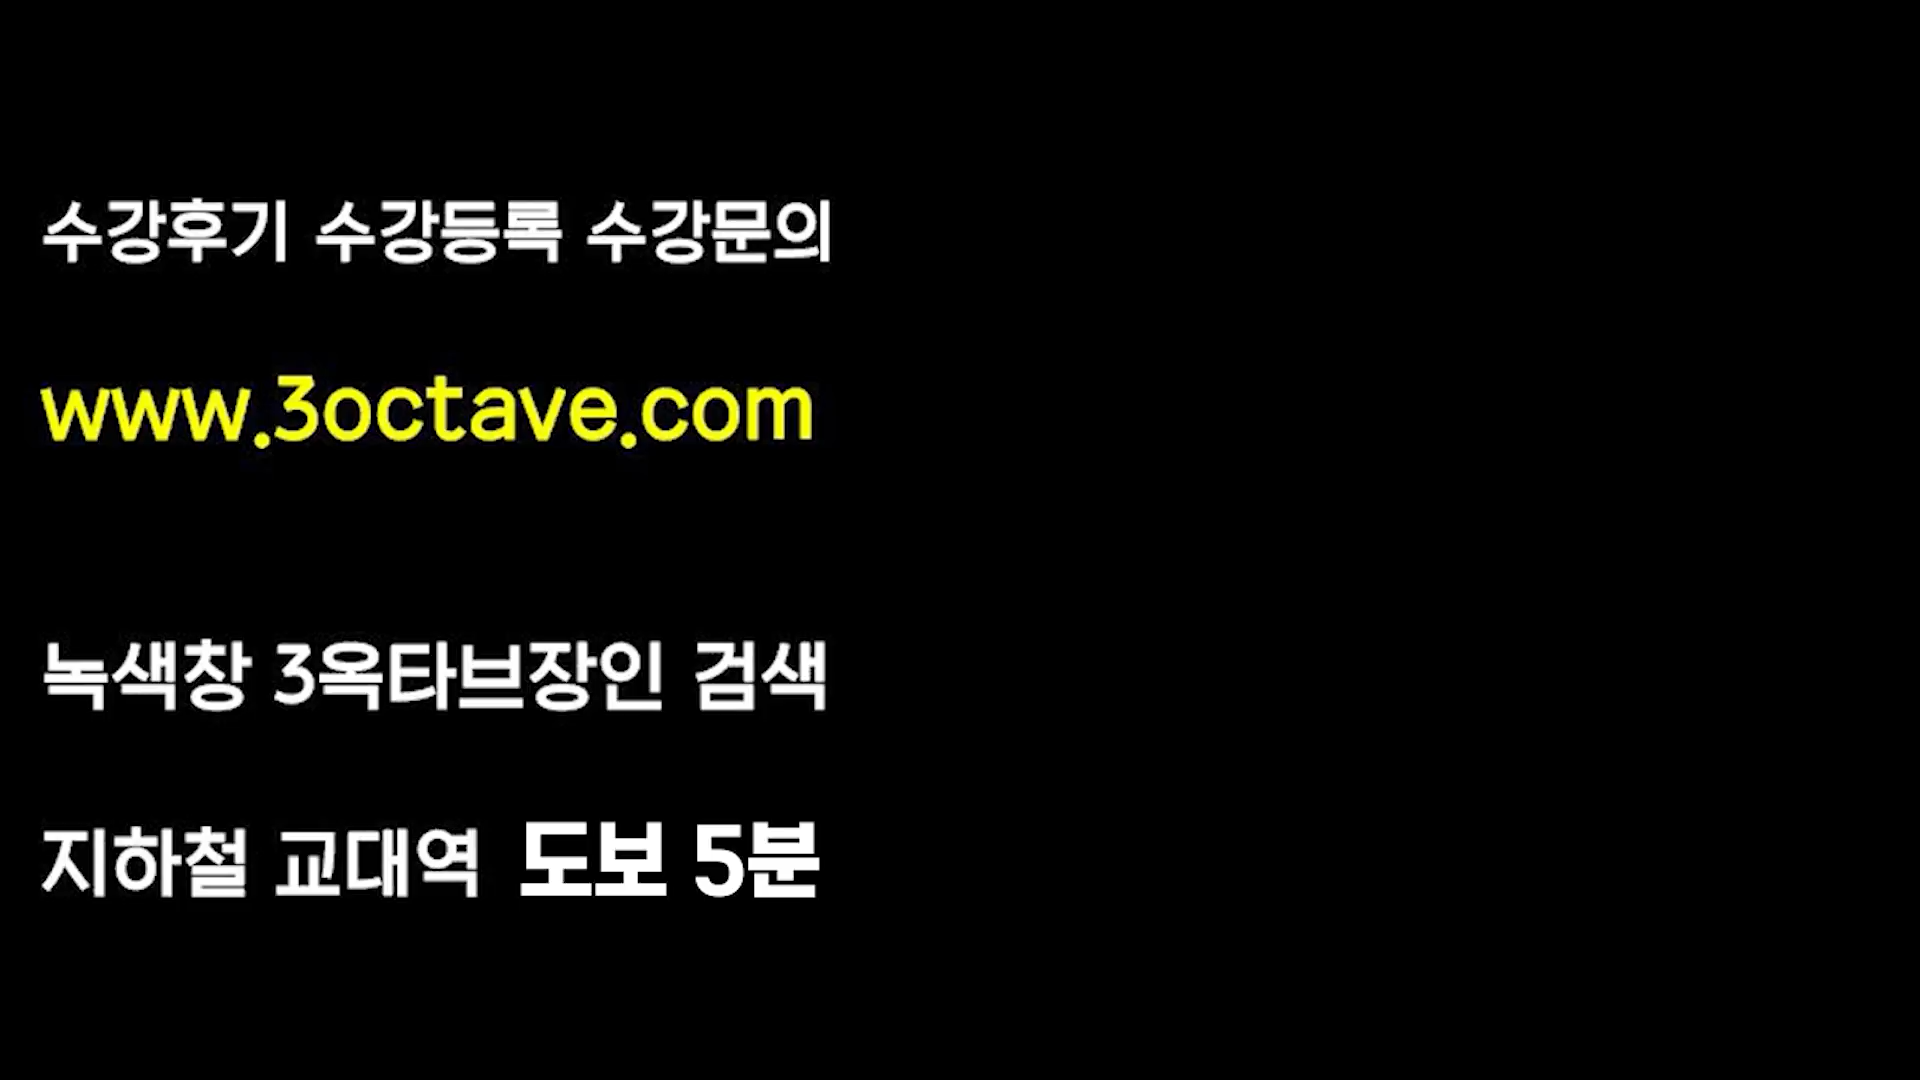 수강후기 수강등록 수강문의
www.3octave.com
녹색창 3옥타브장인 검색
지하철 교대역 도보 5분